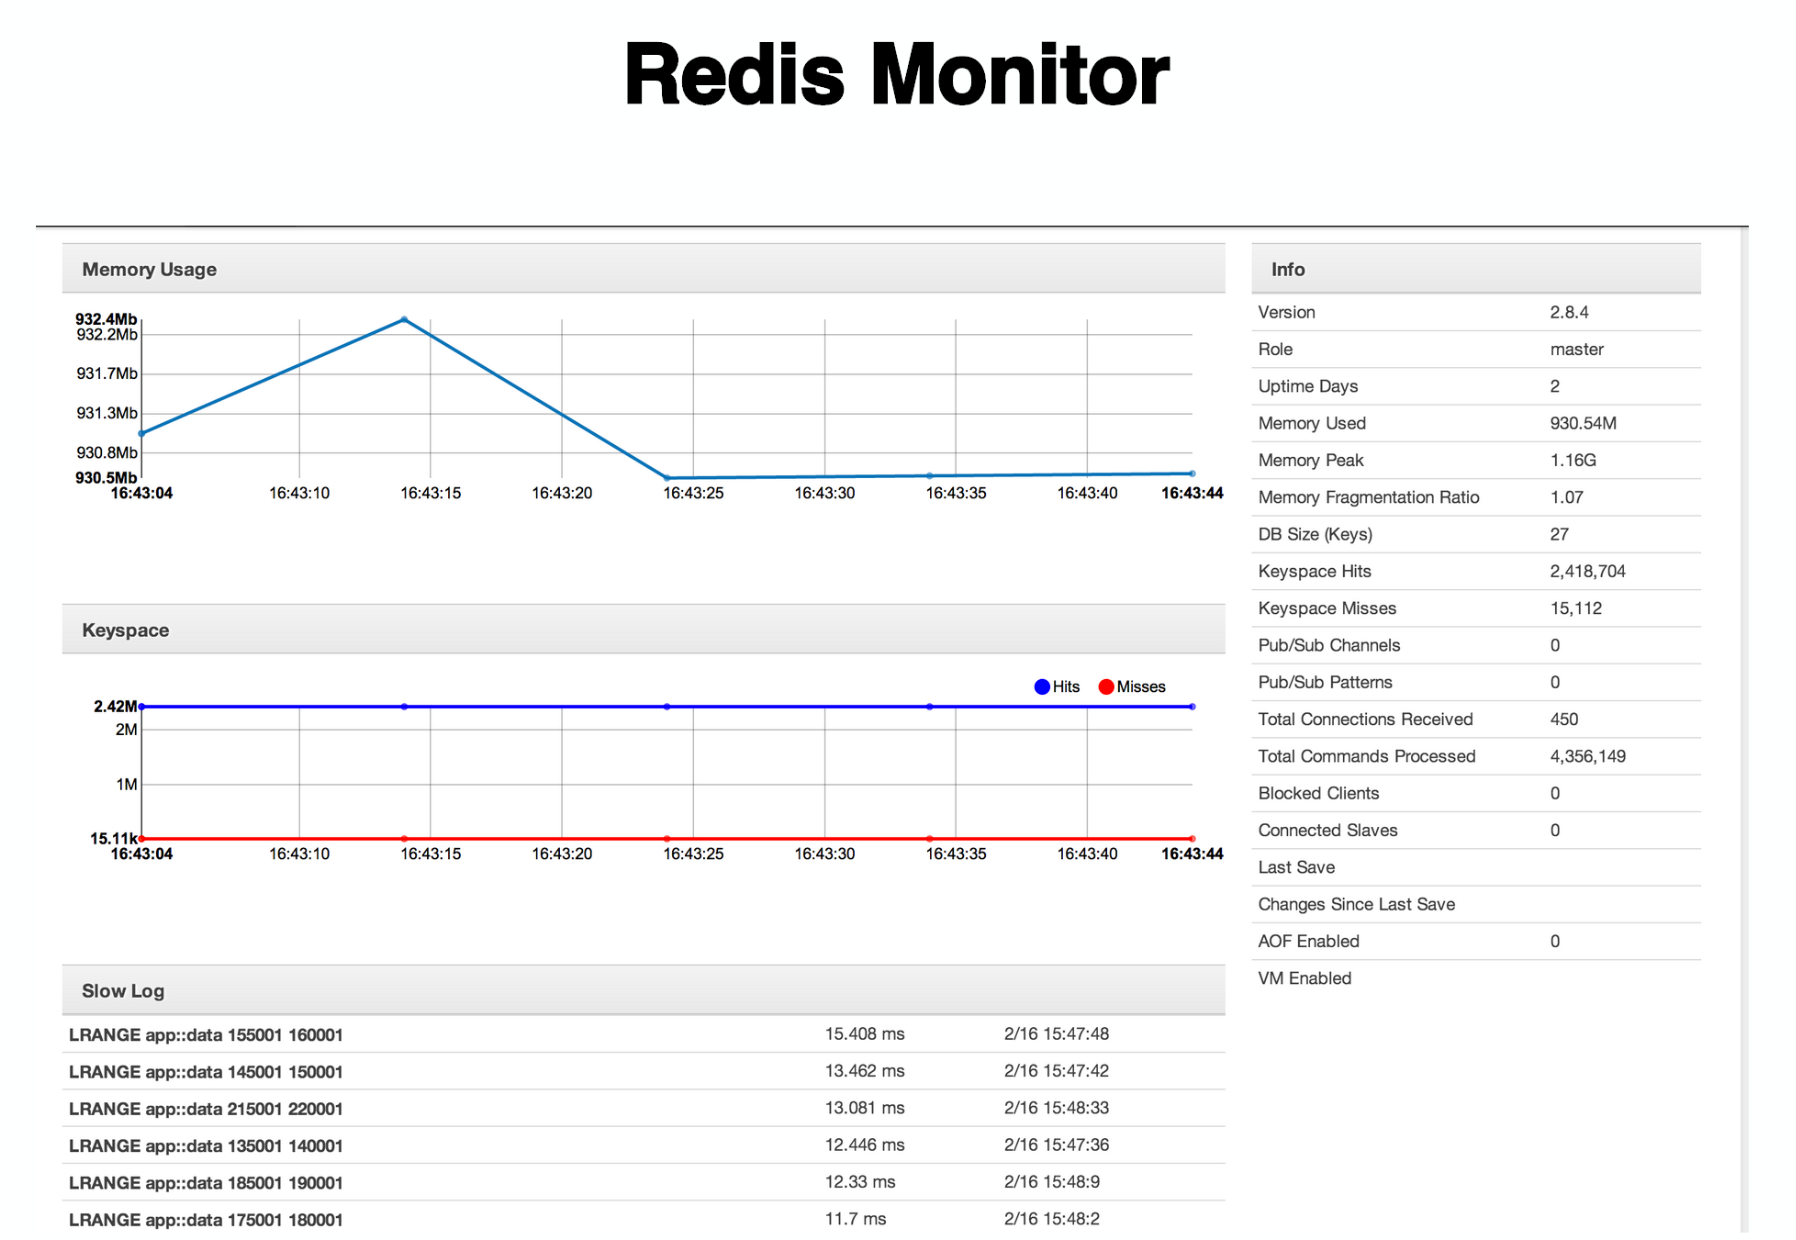 Redis Monitor
Memory Usage
932.4Mb
932.2Mb
931.7Mb
931.3Mb
930.8Mb
930.5Mb
16:43:04 16:43:10 16:43:15 16:43:20 16:43:25 16:43:30 16:43:35 16:43:40 16:43:44
Keyspace
Hits Misses
2.42M
2M
1M
15.11k
16:43:04 16:43:10 16:43:15 16:43:20 16:43:25 16:43:30 16:43:35 16:43:40 16:43:44
Slow Log
LRANGE app::data 155001 160001 15.408 ms 2/16 15:47:48
LRANGE app::data 145001 150001 13.462 ms 2/16 15:47:42
LRANGE app::data 215001 220001 13.081 ms 2/16 15:48:33
LRANGE app::data 135001 140001 12.446 ms 2/16 15:47:36
LRANGE app::data 185001 190001 12.33 ms 2/16 15:48:9
LRANGE app::data 175001 180001 11.7 ms 2/16 15:48:2
Info
Version 2.8.4
Role master
Uptime Days 2
Memory Used 930.54M
Memory Peak 1.16G
Memory Fragmentation Ratio 1.07
DB Size (Keys) 27
Keyspace Hits 2,418,704
Keyspace Misses 15,112
Pub/Sub Channels 0
Pub/Sub Patterns 0
Total Connections Received 450
Total Commands Processed 4,356,149
Blocked Clients 0
Connected Slaves 0
Last Save
Changes Since Last Save
AOF Enabled 0
VM Enabled